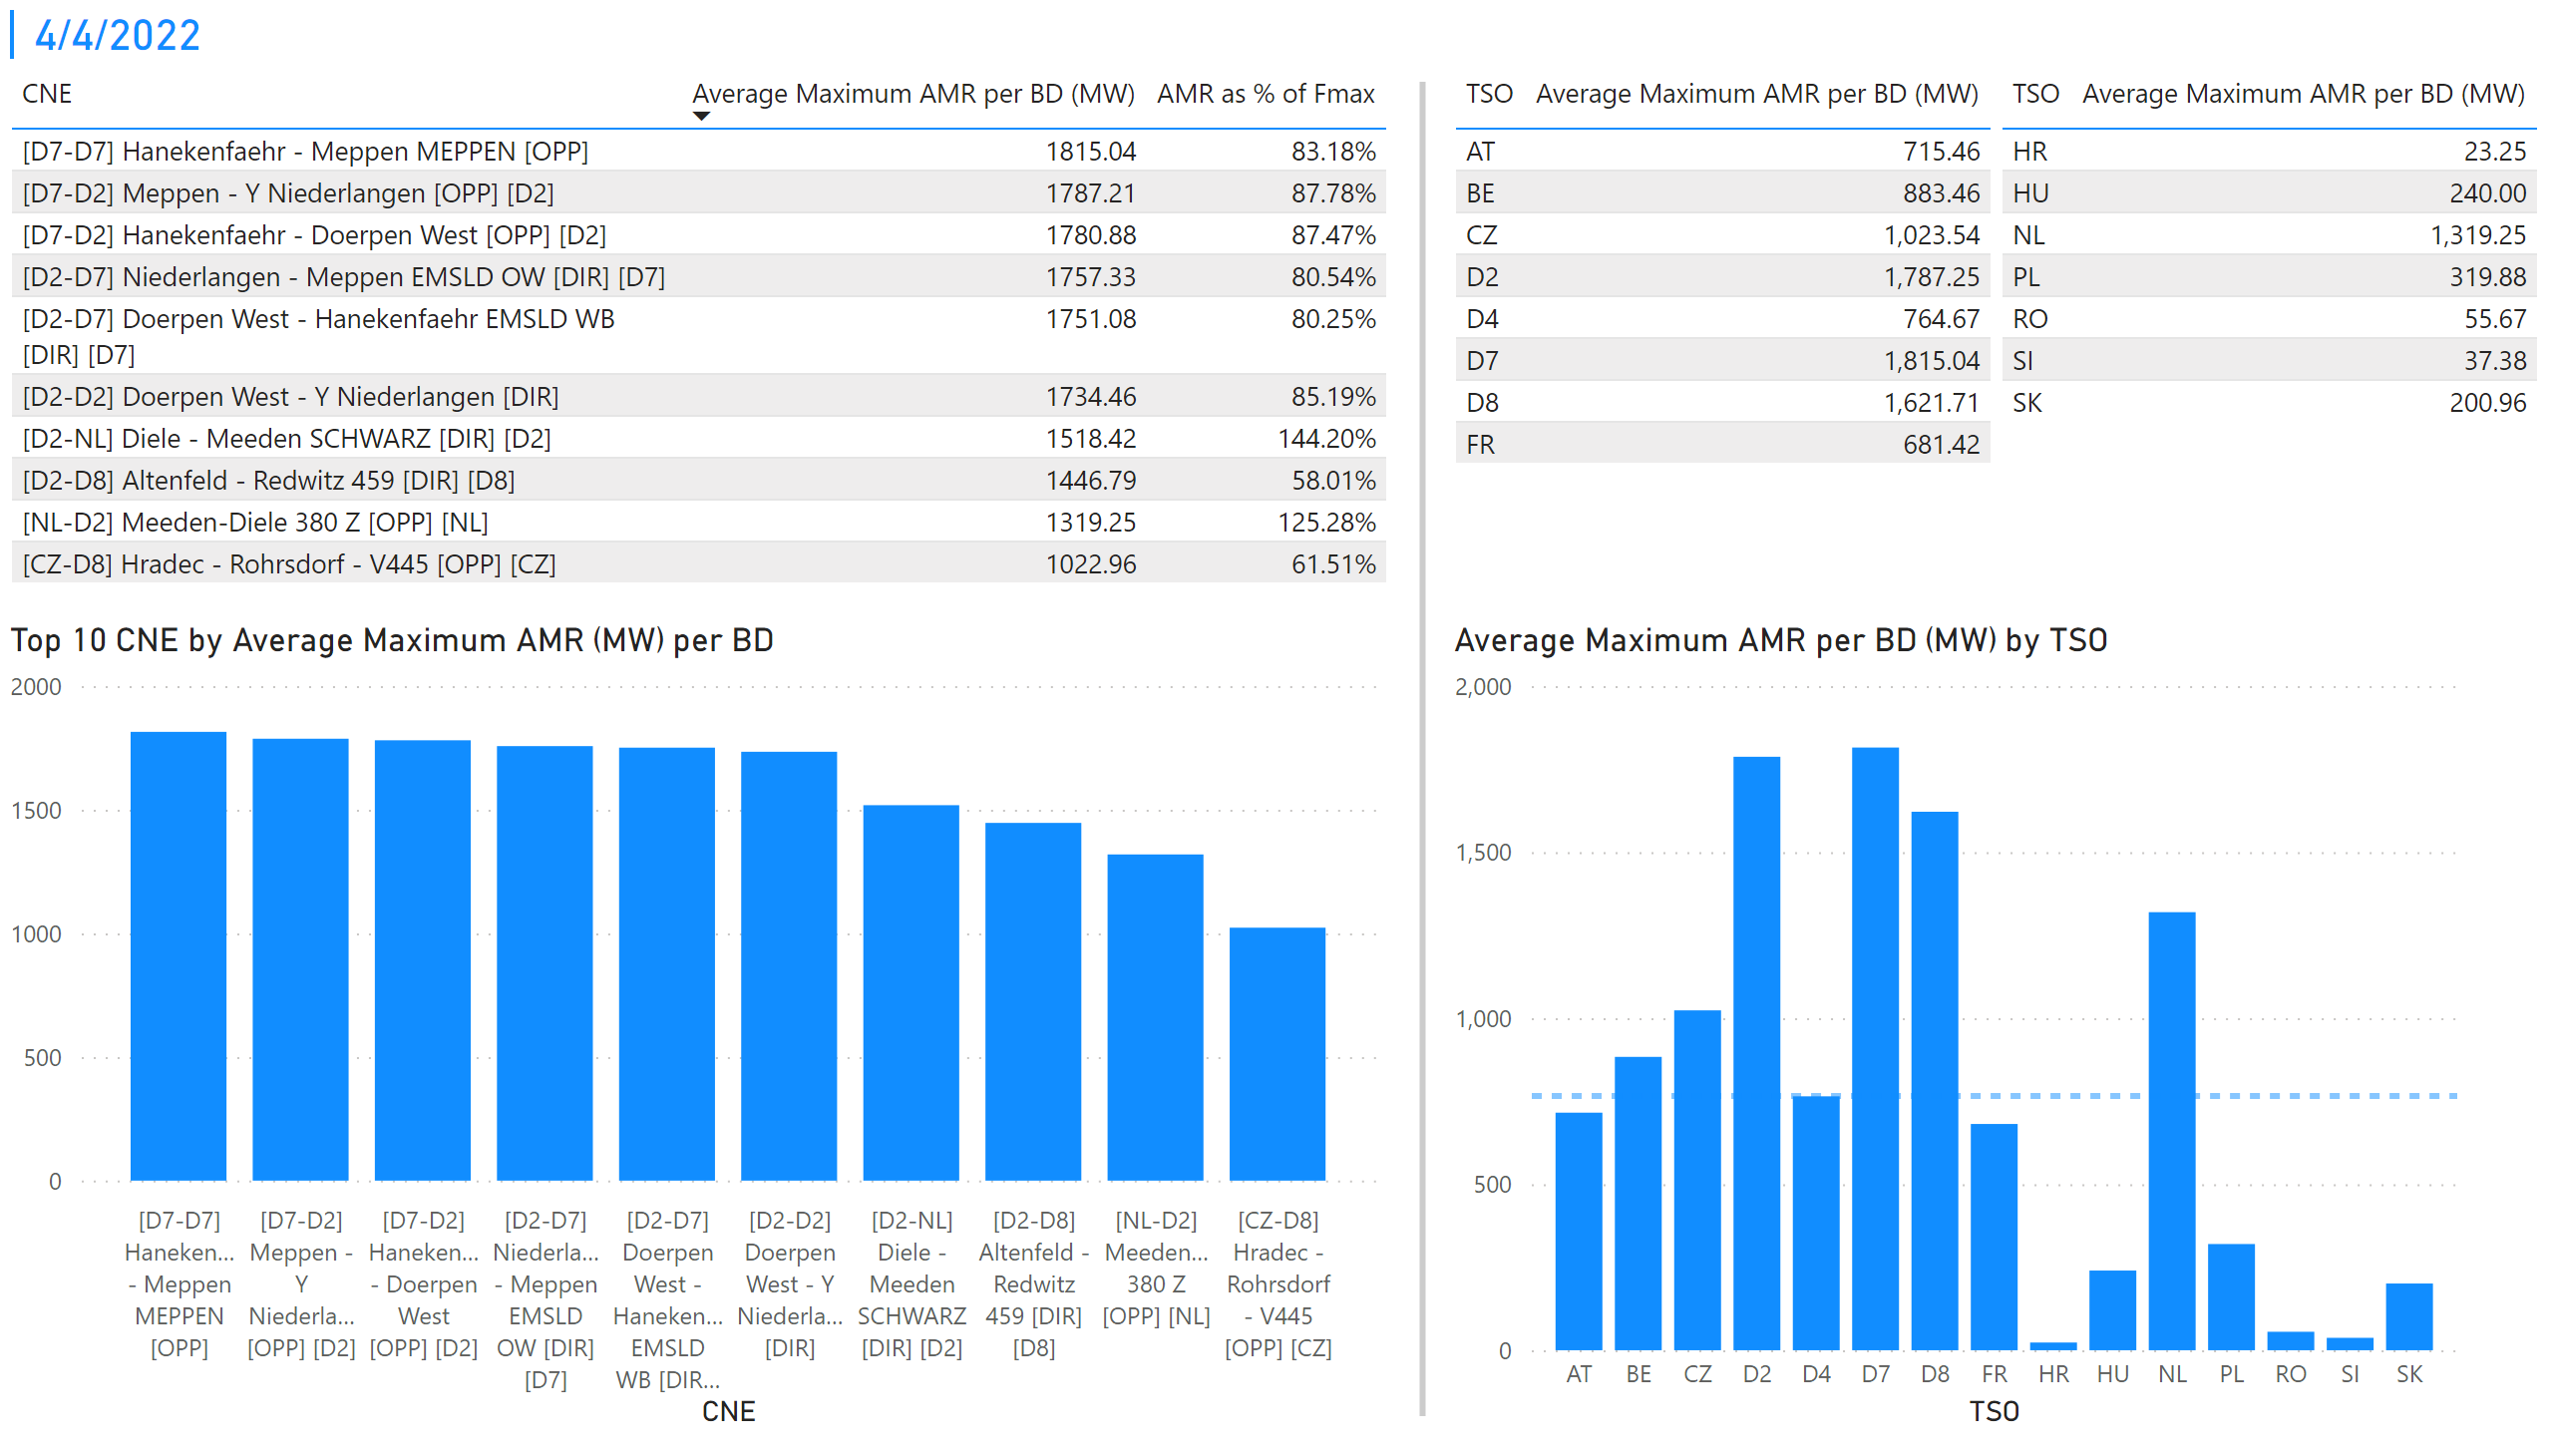 4/4/2022
CNE Average Maximum AMR per BD (MW) AMR as % of Fmax
[D7-D7] Hanekenfaehr - Meppen MEPPEN [OPP] 1815.04 83.18%
[D7-D2] Meppen - Y Niederlangen [OPP] [D2] 1787.21 87.78%
[D7-D2] Hanekenfaehr - Doerpen West [OPP] [D2] 1780.88 87.47%
[D2-D7] Niederlangen - Meppen EMSLD OW [DIR] [D7] 1757.33 80.54%
[D2-D7] Doerpen West - Hanekenfaehr EMSLD WB 1751.08 80.25%
[DIR] [D7]
[D2-D2] Doerpen West - Y Niederlangen [DIR] 1734.46 85.19%
[D2-NL] Diele - Meeden SCHWARZ [DIR] [D2] 1518.42 144.20%
[D2-D8] Altenfeld - Redwitz 459 [DIR] [D8] 1446.79 58.01%
[NL-D2] Meeden-Diele 380 Z [OPP] [NL] 1319.25 125.28%
[CZ-D8] Hradec - Rohrsdorf - V445 [OPP] [CZ] 1022.96 61.51%
TSO Average Maximum AMR per BD (MW)
AT 715.46
BE 883.46
CZ 1,023.54
D2 1,787.25
D4 764.67
D7 1,815.04
D8 1,621.71
FR 681.42
TSO Average Maximum AMR per BD (MW)
HR 23.25
HU 240.00
NL 1,319.25
PL 319.88
RO 55.67
SI 37.38
SK 200.96
Top 10 CNE by Average Maximum AMR (MW) per BD
2000
1500
1000
500
0
[D7-D7]
Haneken...
- Meppen
MEPPEN
[OPP]
[D7-D2]
Meppen -
Y
Niederla...
[OPP] [D2]
[D7-D2]
Haneken...
- Doerpen
West
[OPP] [D2]
[D2-D7]
Niederla...
- Meppen
EMSLD
OW [DIR]
[D7]
[D2-D7]
Doerpen
West -
Haneken...
EMSLD
WB [DIR...
[D2-D2]
Doerpen
West - Y
Niederla...
[DIR]
[D2-NL]
Diele -
Meeden
SCHWARZ
[DIR] [D2]
[D2-D8]
Altenfeld -
Redwitz
459 [DIR]
[D8]
[NL-D2]
Meeden...
380 Z
[OPP] [NL]
[CZ-D8]
Hradec -
Rohrsdorf
- V445
[OPP] [CZ]
CNE
Average Maximum AMR per BD (MW) by TSO
2,000
1,500
1,000
500
0
AT BE CZ D2 D4 D7 D8 FR HR HU NL PL RO SI SK
TSO